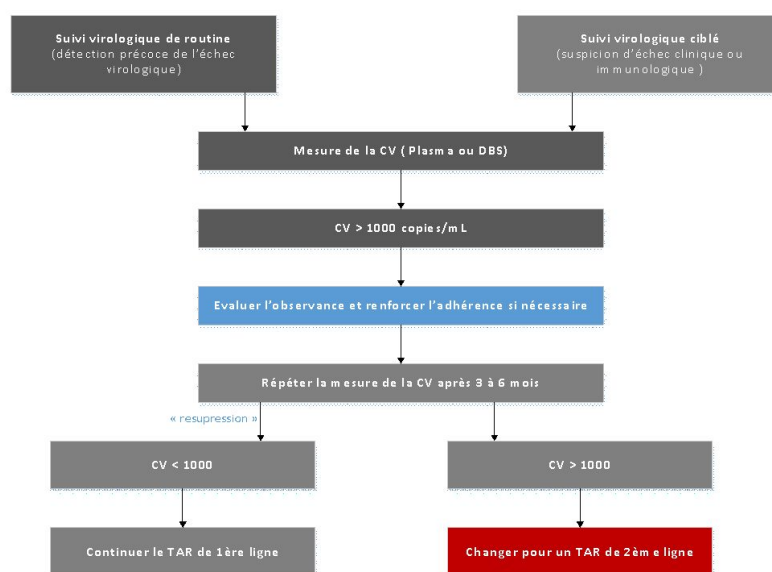 Suivi virologique de routine
(détection précoce de l'échec
virologique)
Suivi virologique ciblé
(suspicion d'échec clinique ou
immunologique )
Mesure de la CV ( Plasma ou DBS)
CV > 1000 copies/mL
Evaluer l'observance et renforcer l'adhérence si nécessaire
Répéter la mesure de la CV après 3 à 6 mois
« resupression »
CV < 1000
CV > 1000
Continuer le TAR de 1ère ligne
Changer pour un TAR de 2ème ligne